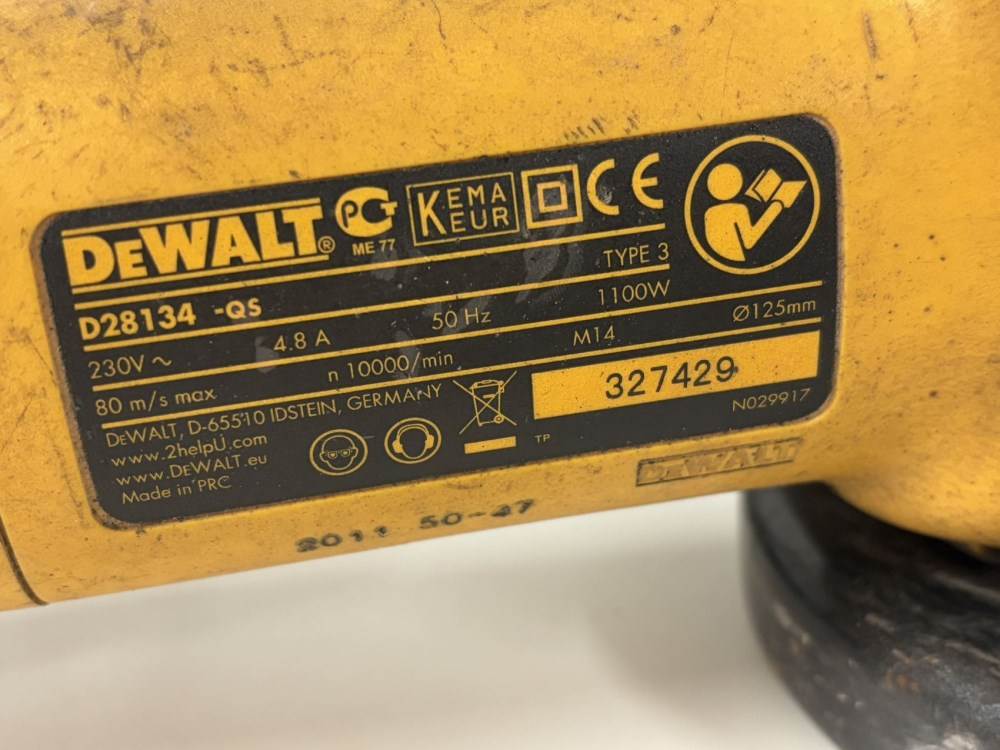 DEWALT®
PCT
ME 77
KEMA
KEUR
CE
D28134 -QS
TYPE 3
230V ~ 4.8 A 50 Hz 1100W
80 m/s max n 10000/min M14 Ø125mm
DEWALT, D-65510 IDSTEIN, GERMANY
327429
www.2helpU.com
www.DEWALT.eu
Made in PRC
TP
N029917
DEWALT
2011 50-47